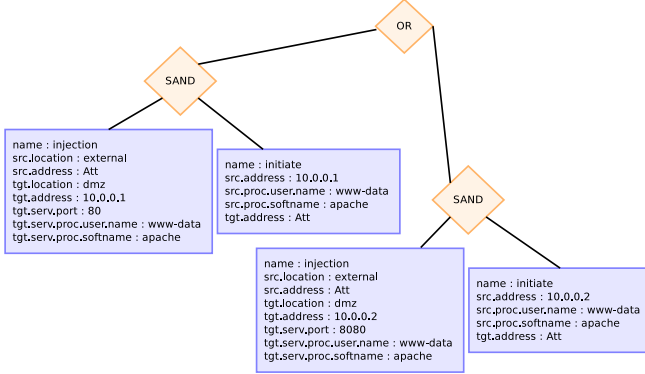 OR
SAND
name : injection
src.location : external
src.address : Att
tgt.location : dmz
tgt.address : 10.0.0.1
tgt.serv.port : 80
tgt.serv.proc.user.name : www-data
tgt.serv.proc.softname : apache
name : initiate
src.address : 10.0.0.1
src.proc.user.name : www-data
src.proc.softname : apache
tgt.address : Att
SAND
name : injection
src.location : external
src.address : Att
tgt.location : dmz
tgt.address : 10.0.0.2
tgt.serv.port : 8080
tgt.serv.proc.user.name : www-data
tgt.serv.proc.softname : apache
name : initiate
src.address : 10.0.0.2
src.proc.user.name : www-data
src.proc.softname : apache
tgt.address : Att